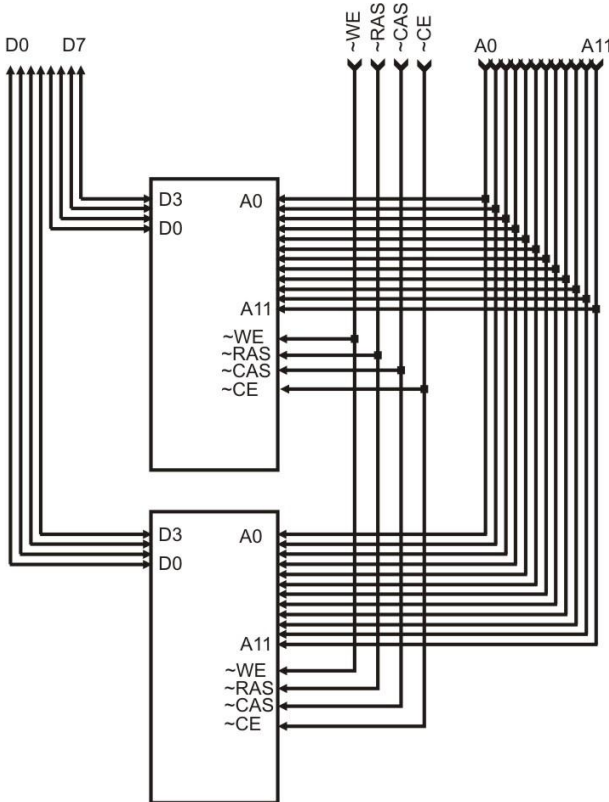 D0 D7 ~WE ~RAS ~CAS ~CE A0 A11
D3 A0
D0
A11
~WE
~RAS
~CAS
~CE
D3 A0
D0
A11
~WE
~RAS
~CAS
~CE